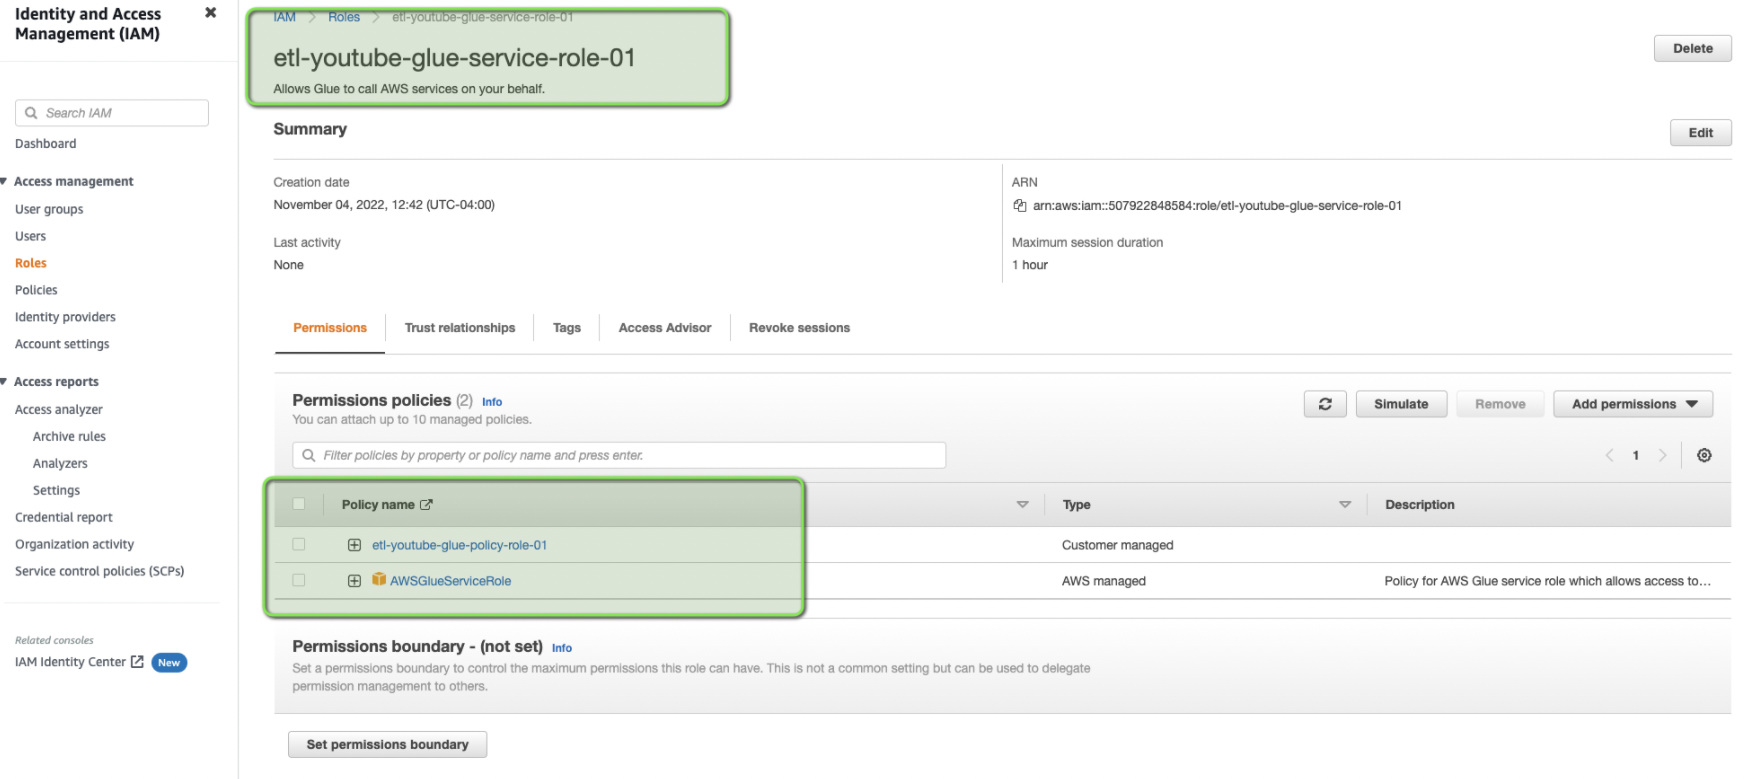 Identity and Access
Management (IAM)
Search IAM
Dashboard
Access management
User groups
Users
Roles
Policies
Identity providers
Account settings
Access reports
Access analyzer
Archive rules
Analyzers
Settings
Credential report
Organization activity
Service control policies (SCPs)
Related consoles
IAM Identity Center New
IAM > Roles > etl-youtube-glue-service-role-01
etl-youtube-glue-service-role-01
Allows Glue to call AWS services on your behalf.
Delete
Summary
Edit
Creation date
November 04, 2022, 12:42 (UTC-04:00)
ARN
arn:aws:iam::507922848584:role/etl-youtube-glue-service-role-01
Last activity
None
Maximum session duration
1 hour
Permissions Trust relationships Tags Access Advisor Revoke sessions
Permissions policies (2) Info
You can attach up to 10 managed policies.
Simulate Remove Add permissions
Filter policies by property or policy name and press enter.
1
Policy name Type Description
etl-youtube-glue-policy-role-01 Customer managed
AWSGlueServiceRole AWS managed Policy for AWS Glue service role which allows access to...
Permissions boundary - (not set) Info
Set a permissions boundary to control the maximum permissions this role can have. This is not a common setting but can be used to delegate
permission management to others.
Set permissions boundary